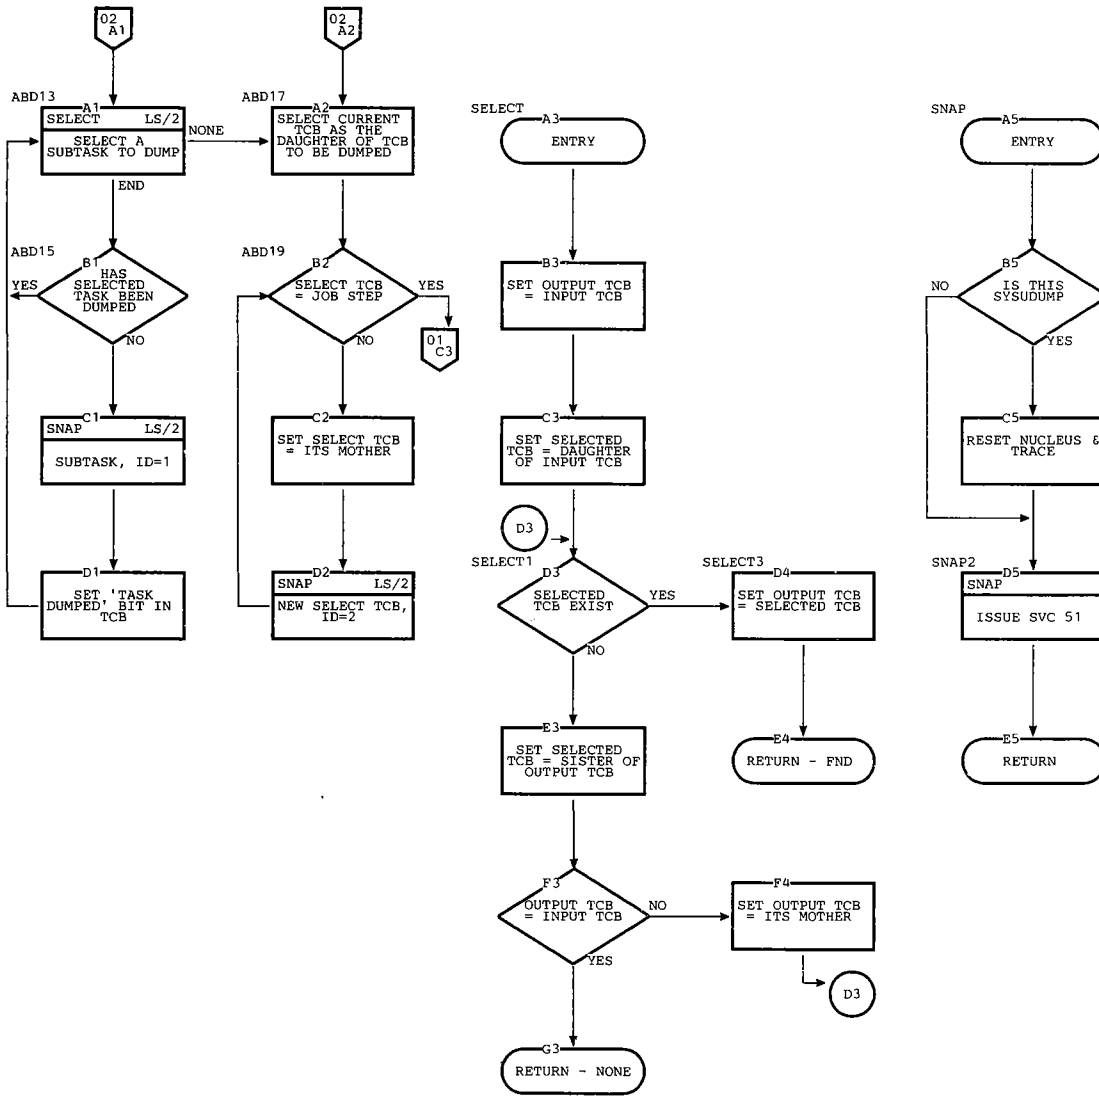 02
A1
ABD13
A1
SELECT LS/2
SELECT A
SUBTASK TO DUMP
NONE
END
ABD15
B1
HAS
SELECTED
TASK BEEN
DUMPED
YES
NO
C1
SNAP LS/2
SUBTASK, ID=1
D1
SET 'TASK
DUMPED' BIT IN
TCB
02
A2
ABD17
A2
SELECT CURRENT
TCB AS THE
DAUGHTER OF TCB
TO BE DUMPED
ABD19
B2
SELECT TCB
= JOB STEP
YES
NO
01
C3
C2
SET SELECT TCB
= ITS MOTHER
D2
SNAP LS/2
NEW SELECT TCB,
ID=2
SELECT
A3
ENTRY
B3
SET OUTPUT TCB
= INPUT TCB
C3
SET SELECTED
TCB = DAUGHTER
OF INPUT TCB
D3
SELECT1
D3
SELECTED
TCB EXIST
YES
NO
SELECT3
D4
SET OUTPUT TCB
= SELECTED TCB
E4
RETURN - FND
E3
SET SELECTED
TCB = SISTER OF
OUTPUT TCB
F3
OUTPUT TCB
= INPUT TCB
NO
YES
F4
SET OUTPUT TCB
= ITS MOTHER
D3
G3
RETURN - NONE
SNAP
A5
ENTRY
B5
IS THIS
SYSUDUMP
NO
YES
C5
RESET NUCLEUS &
TRACE
SNAP2
D5
SNAP
ISSUE SVC 51
E5
RETURN